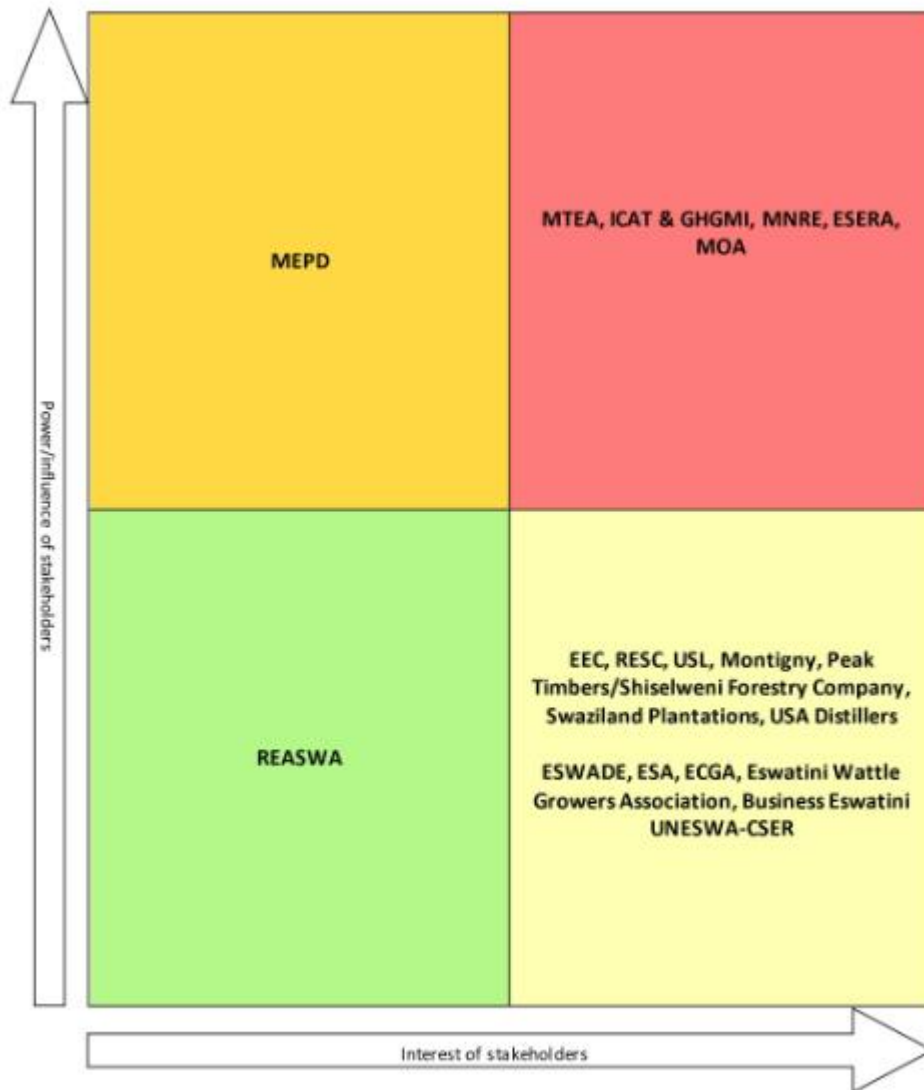 MEPD
MTEA, ICAT & GHGMI, MNRE, ESERA,
MOA
Power/influence of stakeholders
REASWA
EEC, RESC, USL, Montigny, Peak
Timbers/Shiselweni Forestry Company,
Swaziland Plantations, USA Distillers
ESWADE, ESA, ECGA, Eswatini Wattle
Growers Association, Business Eswatini
UNESWA-CSER
Interest of stakeholders